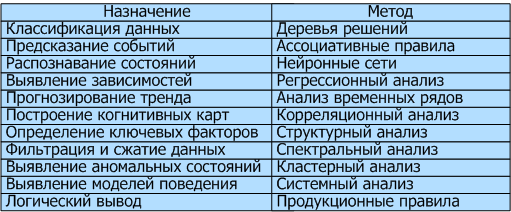 Назначение Метод
Классификация данных Деревья решений
Предсказание событий Ассоциативные правила
Распознавание состояний Нейронные сети
Выявление зависимостей Регрессионный анализ
Прогнозирование тренда Анализ временных рядов
Построение когнитивных карт Корреляционный анализ
Определение ключевых факторов Структурный анализ
Фильтрация и сжатие данных Спектральный анализ
Выявление аномальных состояний Кластерный анализ
Выявление моделей поведения Системный анализ
Логический вывод Продукционные правила